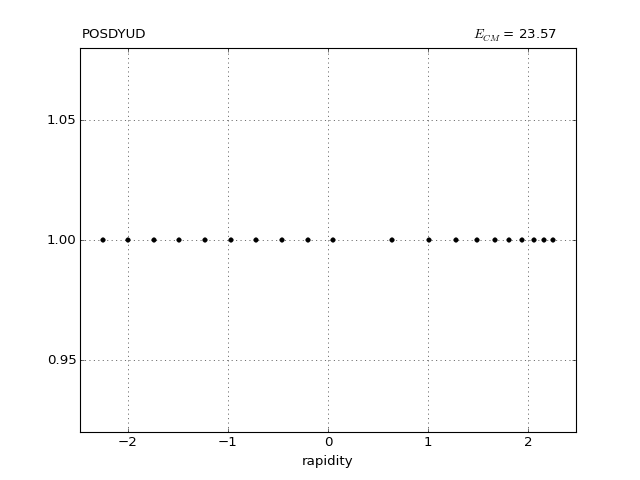 POSDYUD
E_CM = 23.57
1.05
1.00
0.95
−2 −1 0 1 2
rapidity